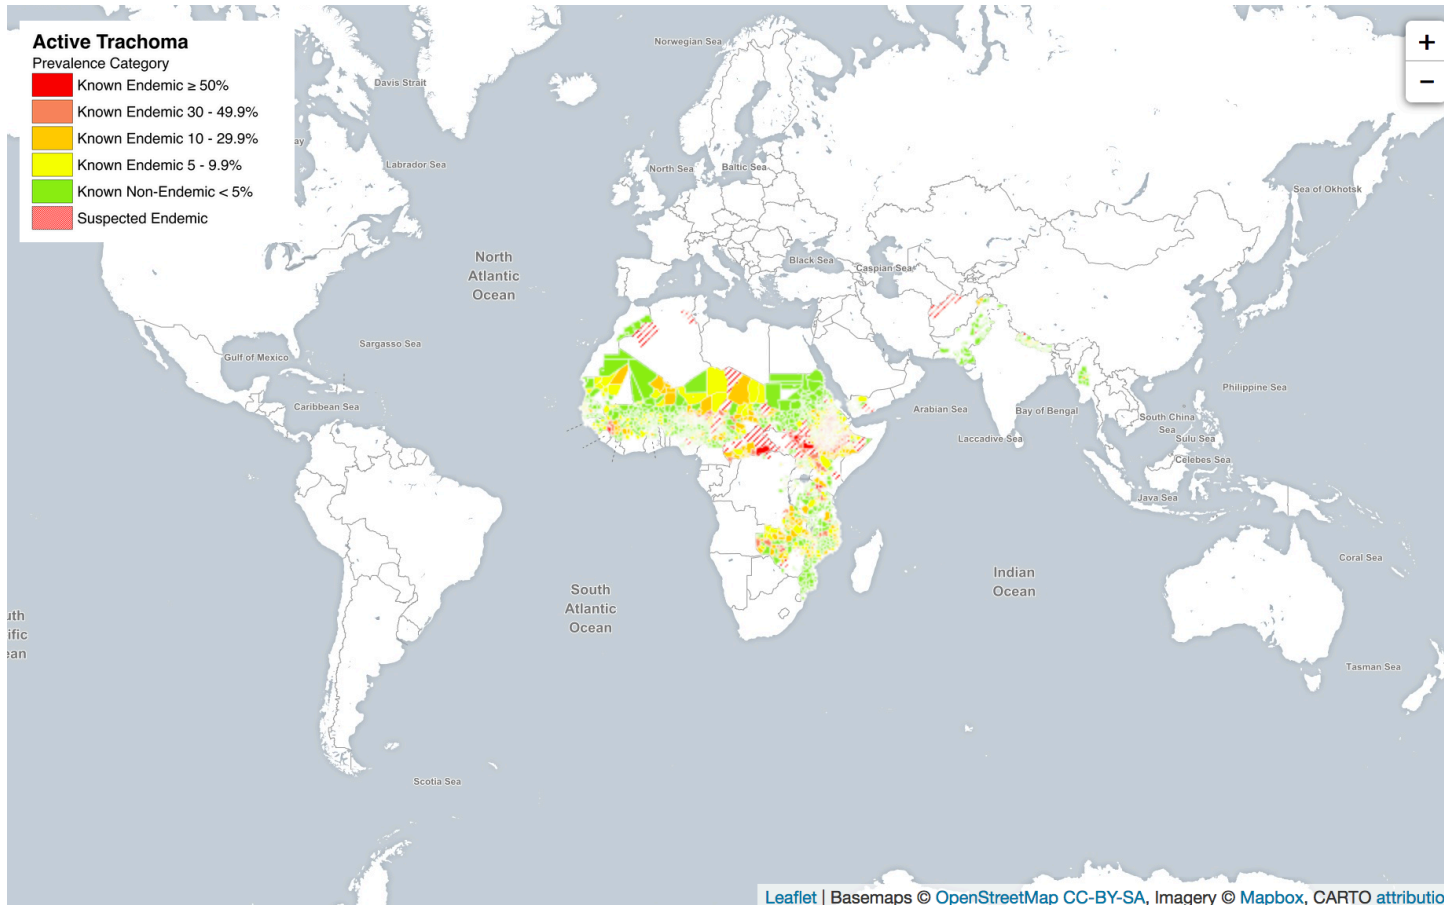 Active Trachoma
Prevalence Category
Known Endemic ≥ 50%
Known Endemic 30 - 49.9%
Known Endemic 10 - 29.9%
Known Endemic 5 - 9.9%
Known Non-Endemic < 5%
Suspected Endemic
+
−
Norwegian Sea
Davis Strait
ay
Labrador Sea
North Sea
Baltic Sea
Sea of Okhotsk
North
Atlantic
Ocean
Black Sea
Caspian Sea
Sargasso Sea
Gulf of Mexico
Philippine Sea
Caribbean Sea
Arabian Sea
Bay of Bengal
South China
Sea
Laccadive Sea
Sulu Sea
Celebes Sea
Java Sea
Coral Sea
Indian
Ocean
South
Atlantic
Ocean
uth
ific
ean
Tasman Sea
Scotia Sea
Leaflet | Basemaps © OpenStreetMap CC-BY-SA, Imagery © Mapbox, CARTO attributio